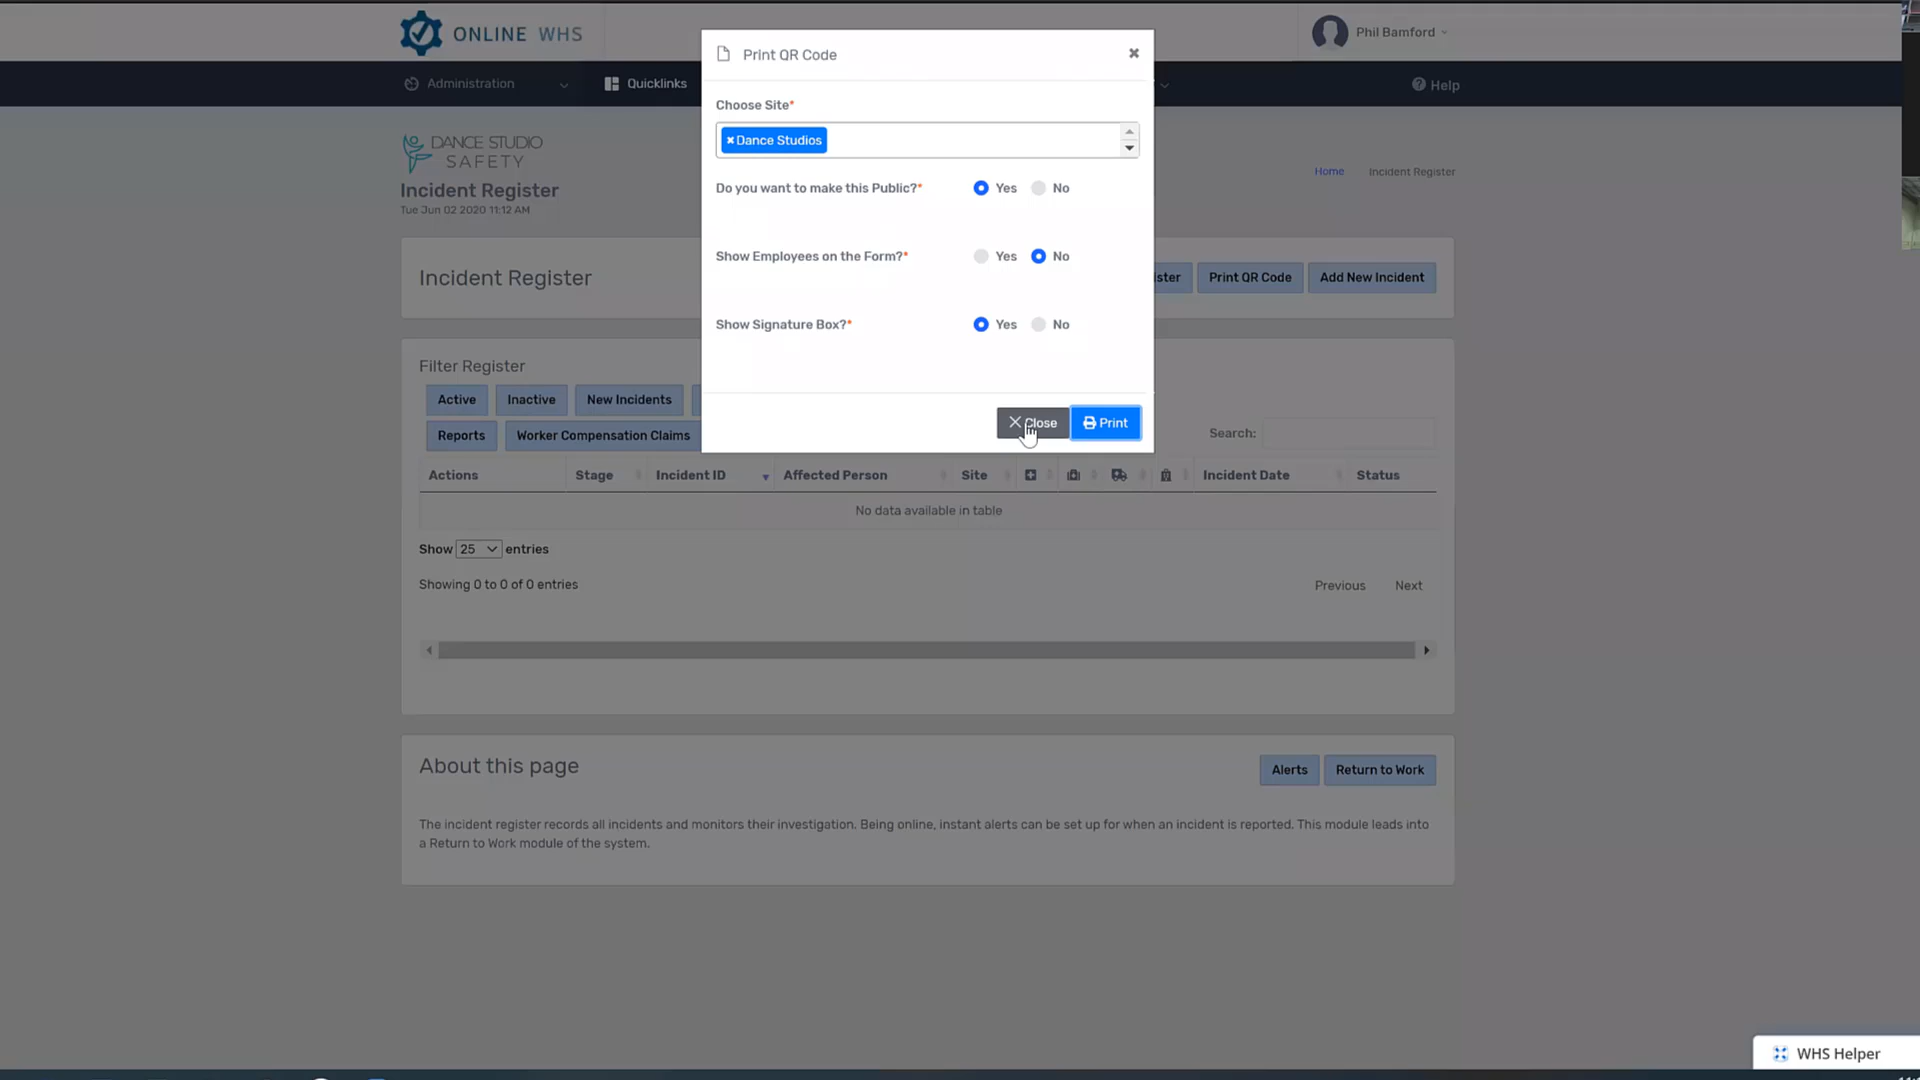 ONLINE WHS
Phil Bamford
Administration
Quicklinks
Help
DANCE STUDIO
SAFETY
Incident Register
Tue Jun 02 2020 11:12 AM
Home
Incident Register
Print QR Code
Choose Site*
Dance Studios
Do you want to make this Public?* Yes No
Show Employees on the Form?* Yes No
Show Signature Box?* Yes No
Close Print
Incident Register
Print QR Code
Add New Incident
Filter Register
Active Inactive New Incidents
Reports Worker Compensation Claims
Search:
Actions Stage Incident ID Affected Person Site Incident Date Status
No data available in table
Show 25 entries
Showing 0 to 0 of 0 entries
Previous Next
About this page
Alerts Return to Work
The incident register records all incidents and monitors their investigation. Being online, instant alerts can be set up for when an incident is reported. This module leads into
a Return to Work module of the system.
WHS Helper